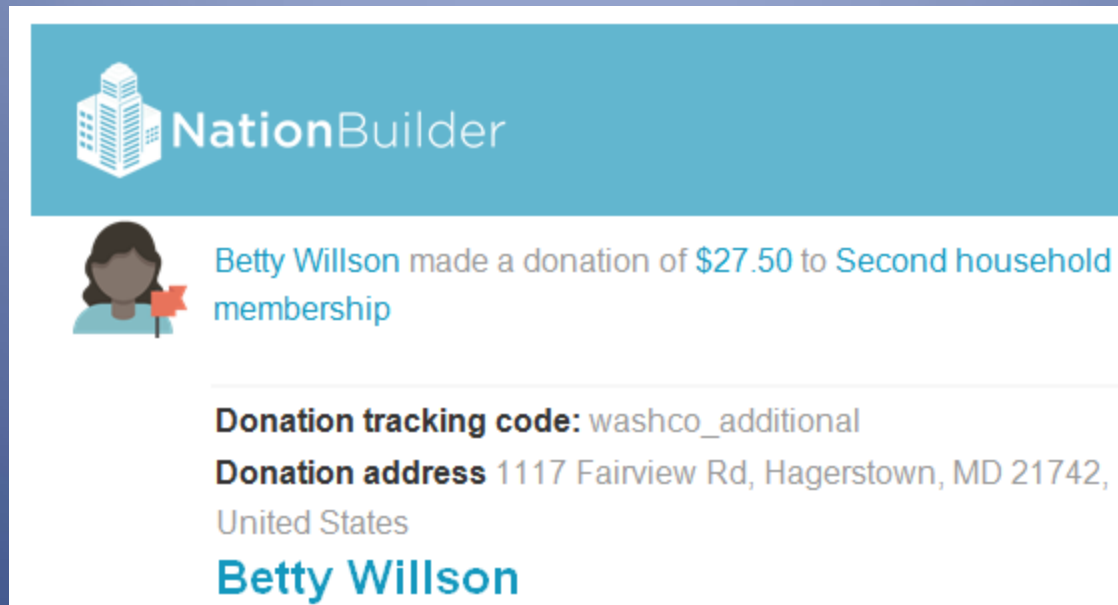 NationBuilder
Betty Willson made a donation of $27.50 to Second household
membership
Donation tracking code: washco_additional
Donation address 1117 Fairview Rd, Hagerstown, MD 21742,
United States
Betty Willson